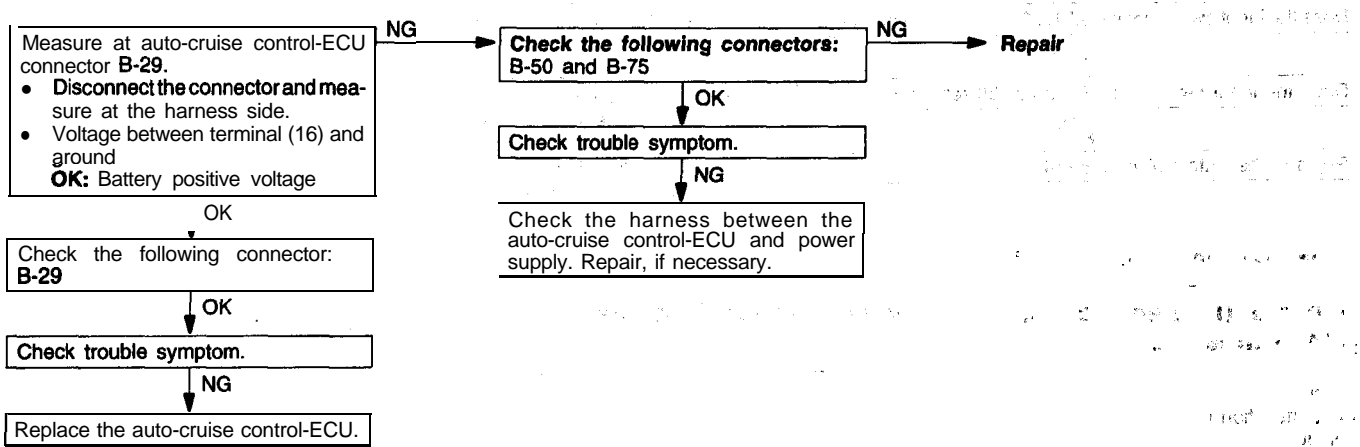 Measure at auto-cruise control-ECU
connector B-29.
• Disconnect the connector and mea-
sure at the harness side.
• Voltage between terminal (16) and
ground
OK: Battery positive voltage
NG
Check the following connectors:
B-50 and B-75
NG
Repair
OK
Check trouble symptom.
NG
Check the harness between the
auto-cruise control-ECU and power
supply. Repair, if necessary.
OK
Check the following connector:
B-29
OK
Check trouble symptom.
NG
Replace the auto-cruise control-ECU.